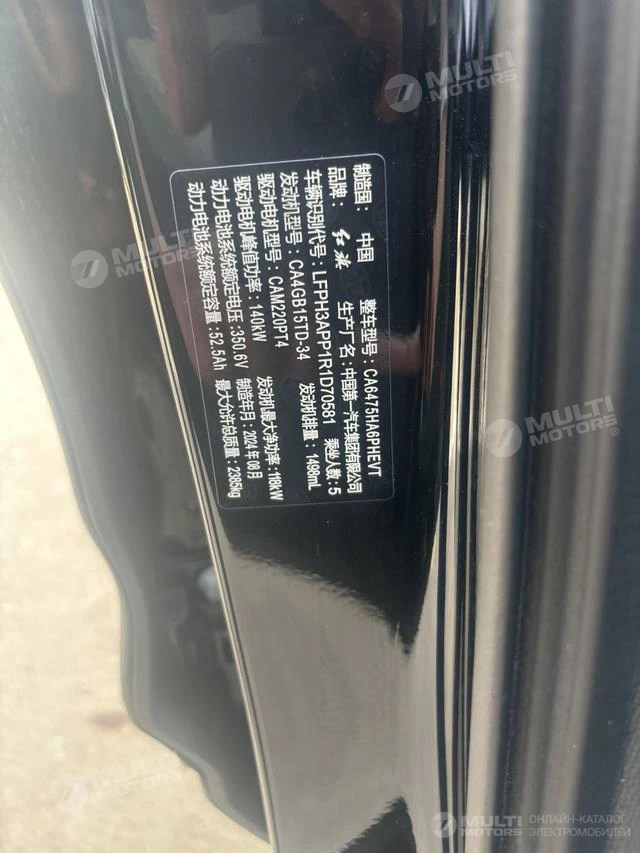 制造国: 中国 整车型号: CA6475HA6PHEVT
品牌: 红旗 生产厂名: 中国第一汽车集团有限公司
车辆识别代号: LFPH3APP1R1D70581 乘坐人数: 5
发动机型号: CA4GB15TD-34 发动机排量: 1498mL
驱动电机型号: CAM220PT4 发动机最大净功率: 118kW
驱动电机峰值功率: 140kW 制造年月: 2024年08月
动力电池系统额定电压: 350.6V 最大允许总质量: 2385kg
动力电池系统额定容量: 52.5Ah
MULTI MOTORS®
MULTI MOTORS®
MULTI MOTORS®
MULTI MOTORS
MULTI MOTORS® ОНЛАЙН-КАТАЛОГ ЭЛЕКТРОМОБИЛЕЙ